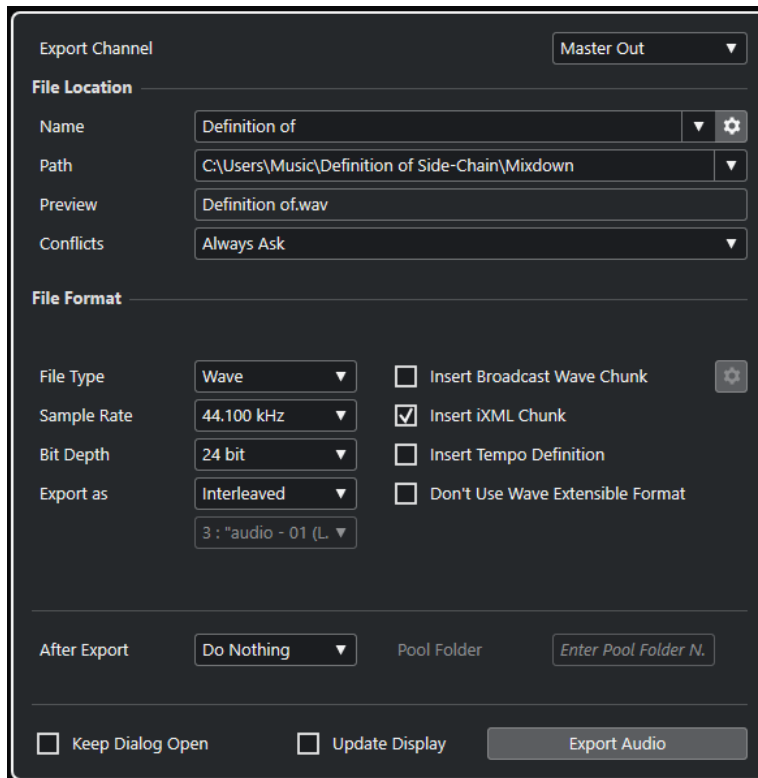 Export Channel Master Out
File Location
Name Definition of
Path C:\Users\Music\Definition of Side-Chain\Mixdown
Preview Definition of.wav
Conflicts Always Ask
File Format
File Type Wave Insert Broadcast Wave Chunk
Sample Rate 44.100 kHz Insert iXML Chunk
Bit Depth 24 bit Insert Tempo Definition
Export as Interleaved Don't Use Wave Extensible Format
3 : "audio - 01 (L.
After Export Do Nothing Pool Folder Enter Pool Folder N.
Keep Dialog Open Update Display Export Audio